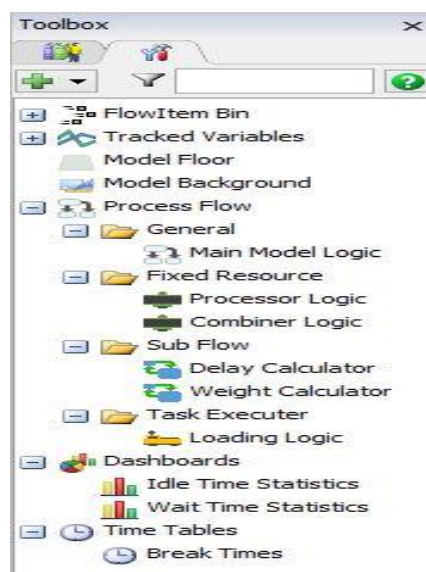 Toolbox
FlowItem Bin
Tracked Variables
Model Floor
Model Background
Process Flow
General
Main Model Logic
Fixed Resource
Processor Logic
Combiner Logic
Sub Flow
Delay Calculator
Weight Calculator
Task Executer
Loading Logic
Dashboards
Idle Time Statistics
Wait Time Statistics
Time Tables
Break Times